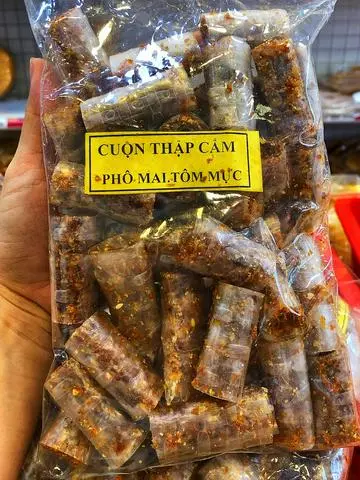 CUỘN THẬP CẨM
PHÔ MAI,TÔM MỰC